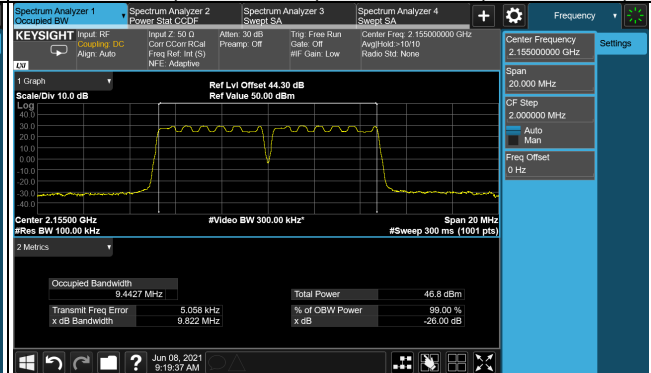 Spectrum Analyzer 1
Occupied BW
Spectrum Analyzer 2
Power Stat CCDF
Spectrum Analyzer 3
Swept SA
Spectrum Analyzer 4
Swept SA
+
Frequency
KEYSIGHT
Input: RF
Coupling: DC
Align: Auto
Input Z: 50 Ω
Corr CCorr RCal
Freq Ref: Int (S)
NFE: Adaptive
Atten: 30 dB
Preamp: Off
Trig: Free Run
Gate: Off
#IF Gain: Low
Center Freq: 2.155000000 GHz
Avg|Hold:>10/10
Radio Std: None
LXI
Center Frequency
2.155000000 GHz
Settings
Span
20.000 MHz
CF Step
2.000000 MHz
Auto
Man
Freq Offset
0 Hz
1 Graph
Scale/Div 10.0 dB
Ref Lvl Offset 44.30 dB
Ref Value 50.00 dBm
Log
40.0
30.0
20.0
10.0
0.00
-10.0
-20.0
-30.0
-40.0
Center 2.15500 GHz
#Video BW 300.00 kHz*
Span 20 MHz
#Res BW 100.00 kHz
#Sweep 300 ms (1001 pts)
2 Metrics
Occupied Bandwidth
9.4427 MHz
Total Power 46.8 dBm
Transmit Freq Error 5.058 kHz
% of OBW Power 99.00 %
x dB Bandwidth 9.822 MHz
x dB -26.00 dB
?
Jun 08, 2021
9:19:37 AM